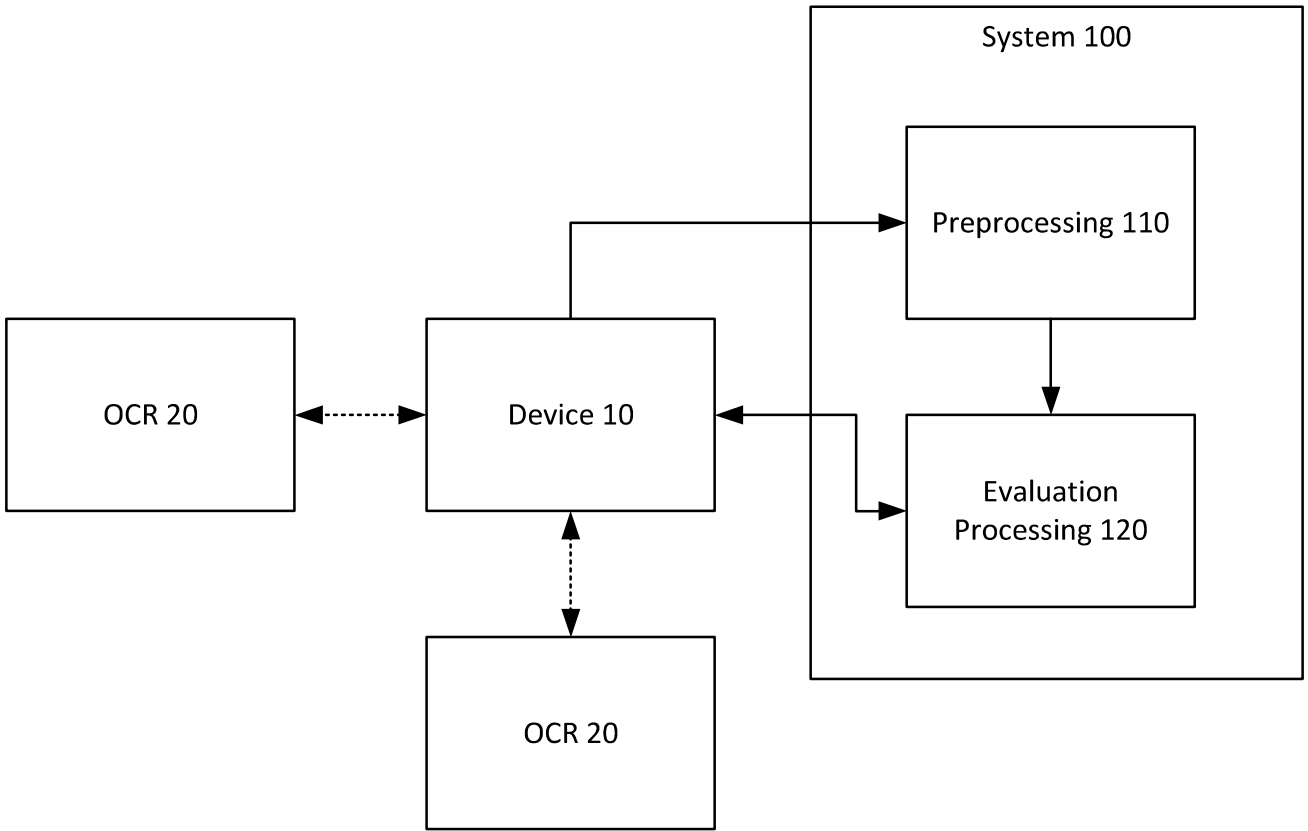 System 100
Preprocessing 110
OCR 20
Device 10
Evaluation
Processing 120
OCR 20